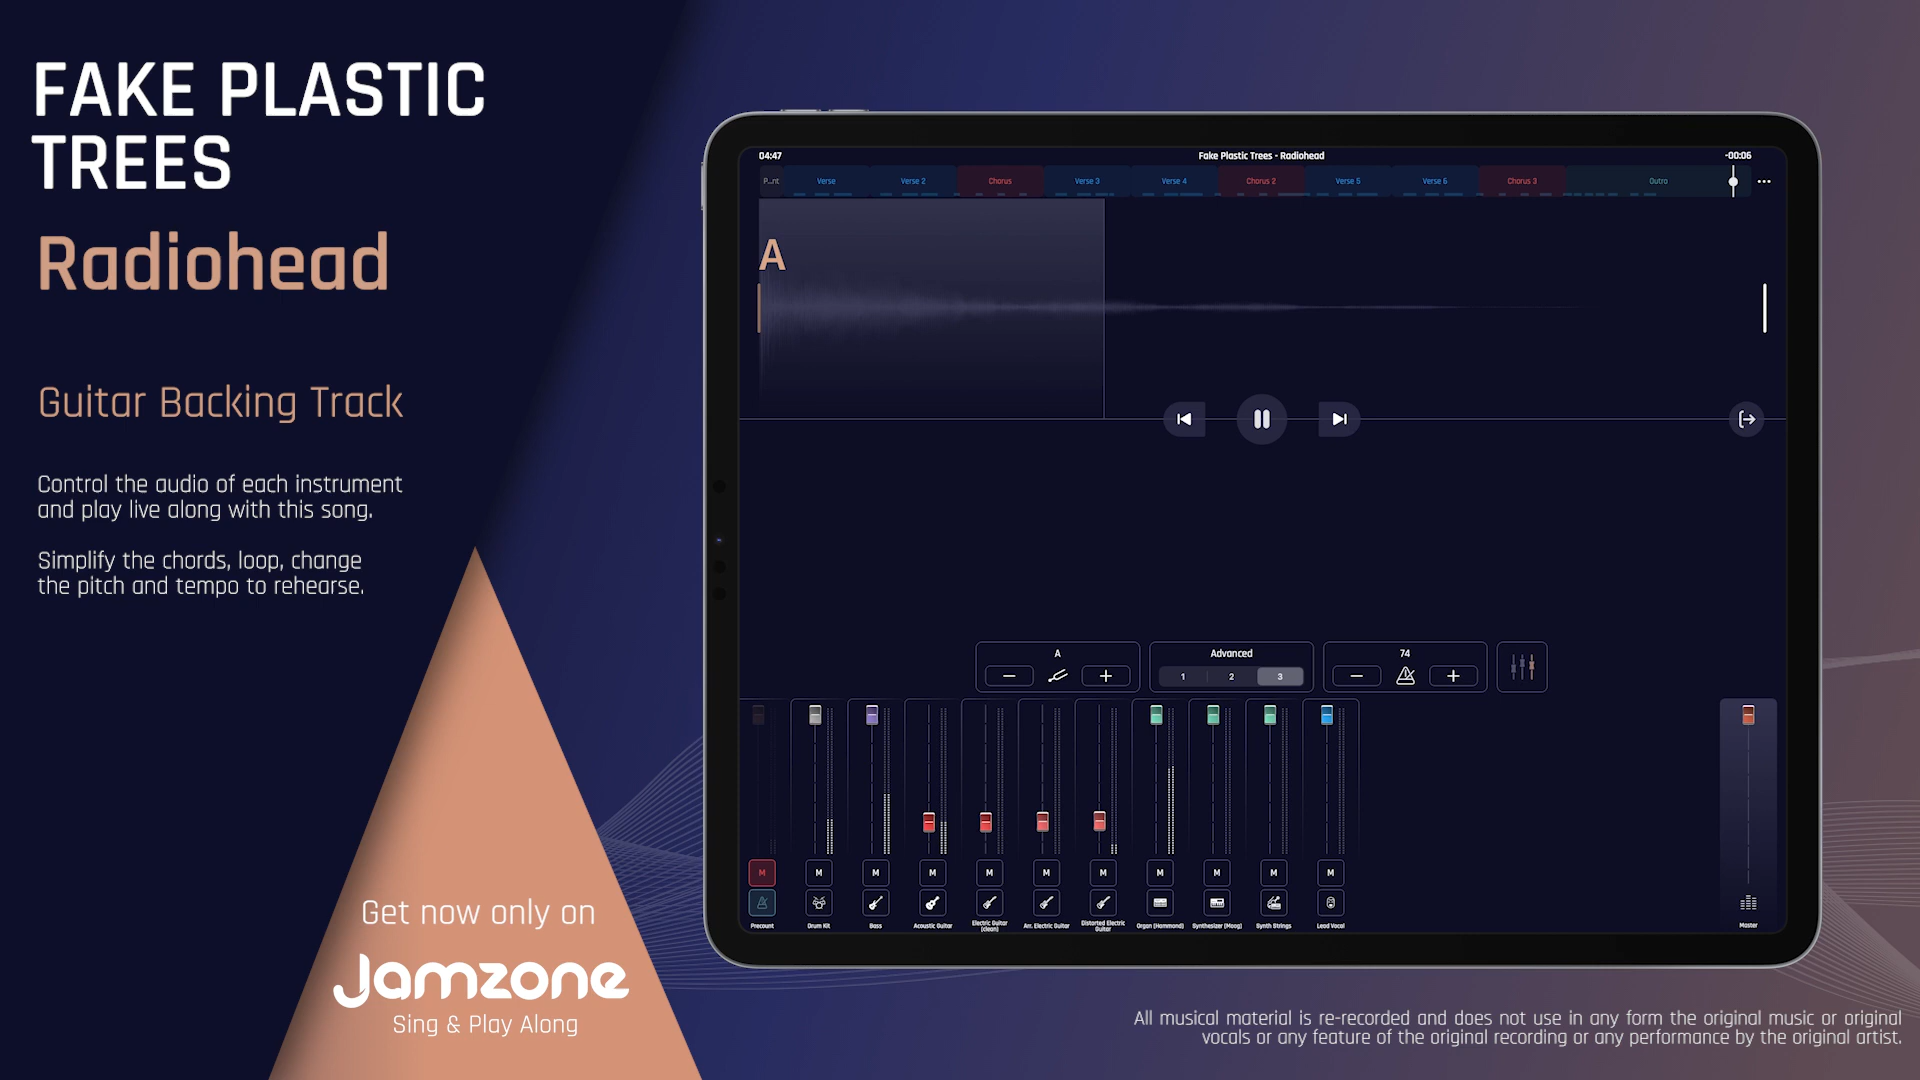 FAKE PLASTIC
TREES
Radiohead
Guitar Backing Track
Control the audio of each instrument
and play live along with this song.
Simplify the chords, loop, change
the pitch and tempo to rehearse.
Get now only on
Jamzone
Sing & Play Along
04:47
Fake Plastic Trees - Radiohead
-00:06
P...nt
Verse
Verse 2
Chorus
Verse 3
Verse 4
Chorus 2
Verse 5
Verse 6
Chorus 3
Outro
A
A
Advanced
1 2 3
74
M M M M M M M M M M M
Precount
Drum Kit
Bass
Acoustic Guitar
Electric Guitar
(clean)
Arr. Electric Guitar
Distorted Electric
Guitar
Organ (Hammond)
Synthesizer (Moog)
Synth Strings
Lead Vocal
Master
All musical material is re-recorded and does not use in any form the original music or original
vocals or any feature of the original recording or any performance by the original artist.